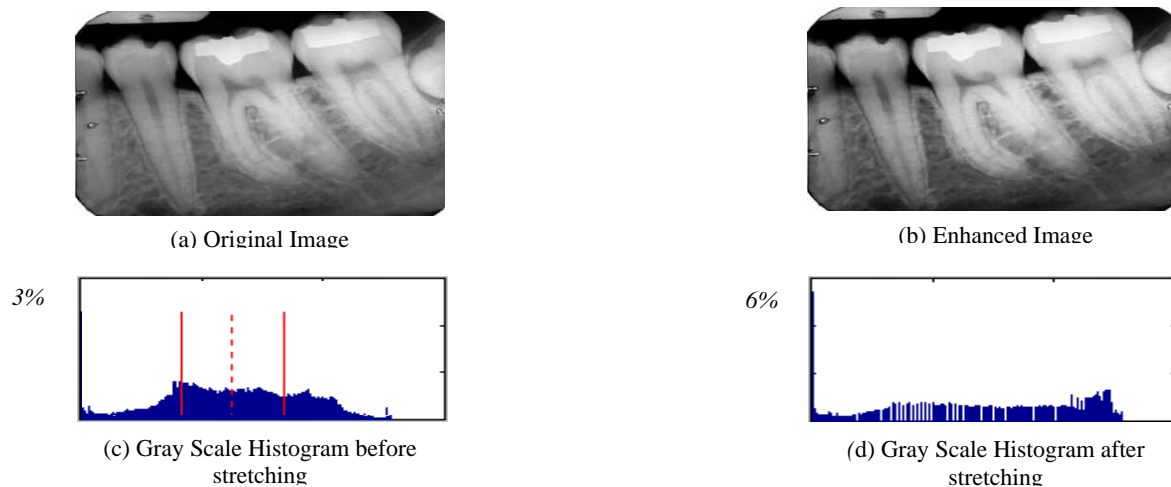 (a) Original Image
(b) Enhanced Image
3%
6%
(c) Gray Scale Histogram before
stretching
(d) Gray Scale Histogram after
stretching